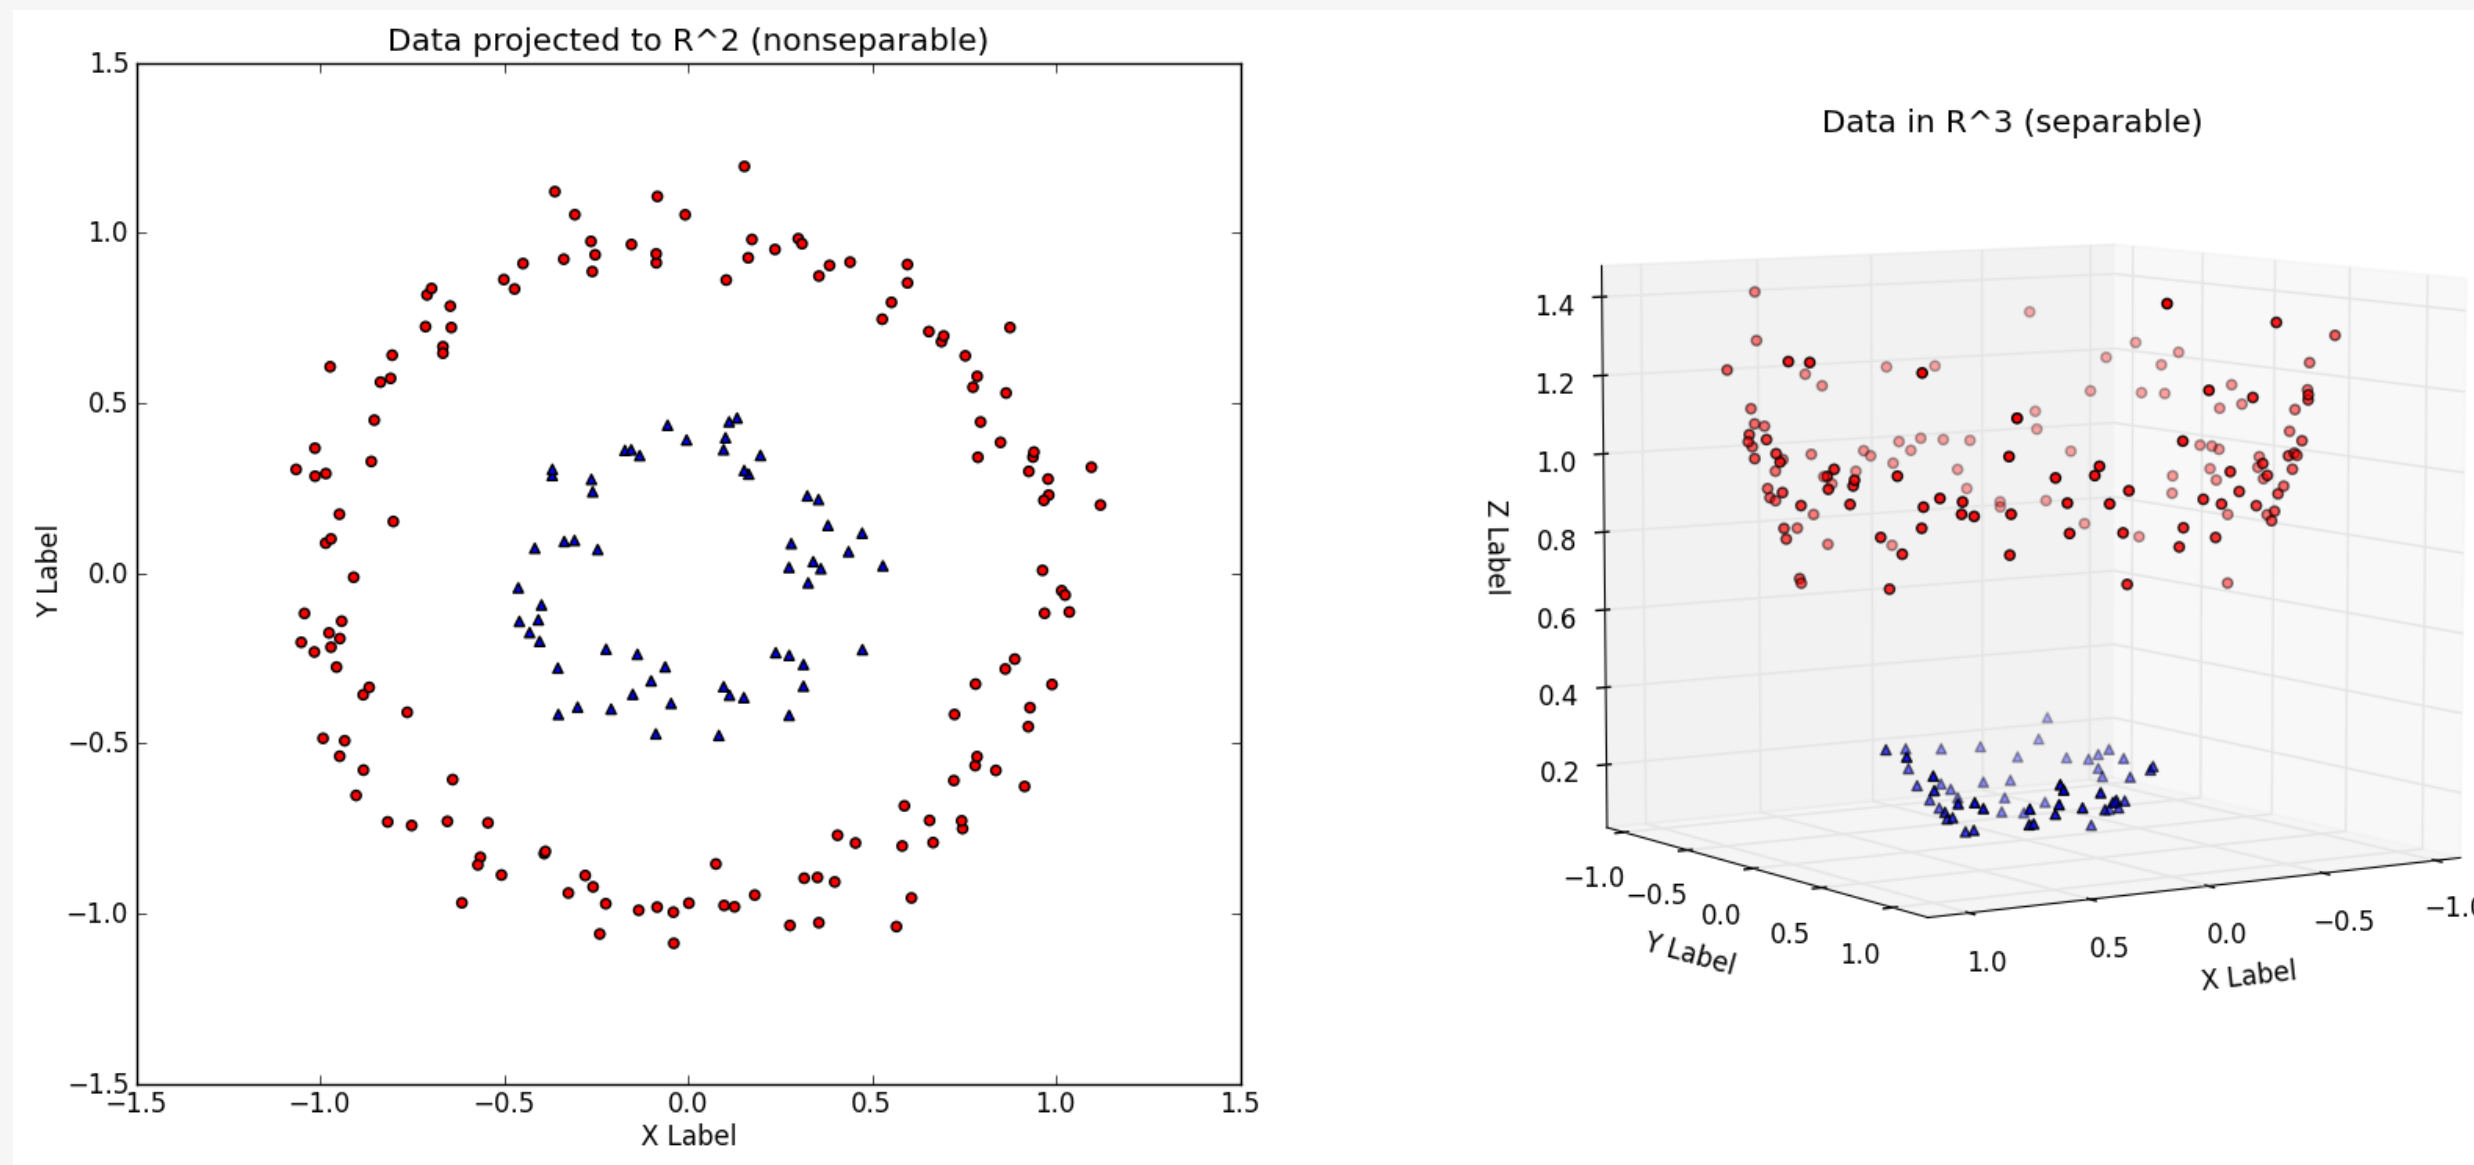 Data projected to R^2 (nonseparable)
1.5
1.0
0.5
0.0
−0.5
−1.0
−1.5
Y Label
−1.5 −1.0 −0.5 0.0 0.5 1.0 1.5
X Label
Data in R^3 (separable)
1.4
1.2
1.0
0.8
0.6
0.4
0.2
Z Label
−1.0 −0.5 0.0 0.5 1.0
Y Label
1.0 0.5 0.0 −0.5
X Label